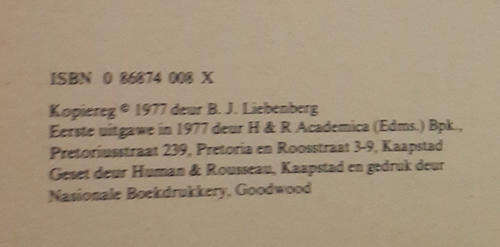 ISBN 0 86874 008 X
Kopiereg © 1977 deur B. J. Liebenberg
Eerste uitgawe in 1977 deur H & R Academica (Edms.) Bpk.,
Pretoriusstraat 239, Pretoria en Roosstraat 3-9, Kaapstad
Geset deur Human & Rousseau, Kaapstad en gedruk deur
Nasionale Boekdrukkery, Goodwood